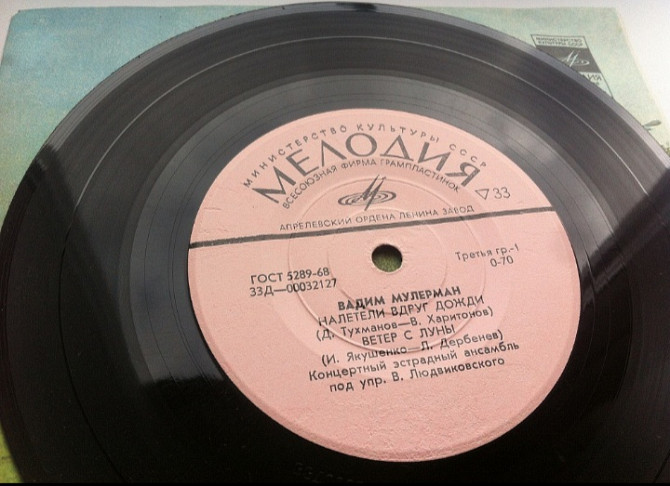 МИНИСТЕРСТВО КУЛЬТУРЫ СССР
МЕЛОДИЯ
ВСЕСОЮЗНАЯ ФИРМА ГРАМПЛАСТИНОК
33
АПРЕЛЕВСКИЙ ОРДЕНА ЛЕНИНА ЗАВОД
ГОСТ 5289-68
33Д—00032127
Третья гр.-1
0-70
ВАДИМ МУЛЕРМАН
НАЛЕТЕЛИ ВДРУГ ДОЖДИ
(Д. Тухманов—В. Харитонов)
ВЕТЕР С ЛУНЫ
(И. Якушенко—Л. Дербенев)
Концертный эстрадный ансамбль
под упр. В. Людвиковского